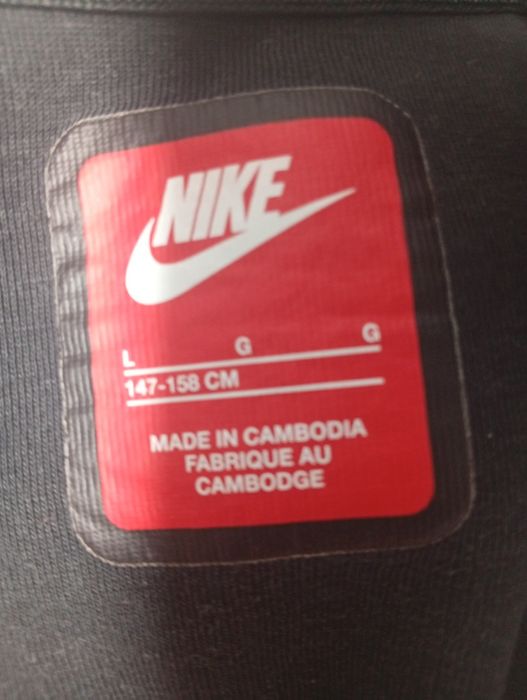 NIKE
L G G
147-158 CM
MADE IN CAMBODIA
FABRIQUE AU
CAMBODGE